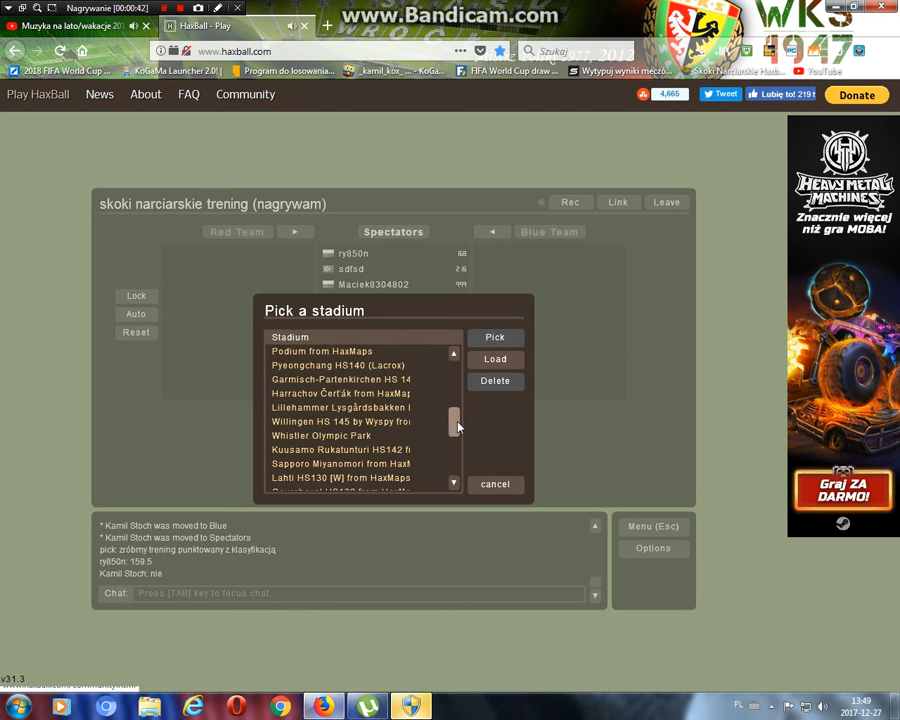 Nagrywanie [00:00:42]
www.Bandicam.com
Muzyka na lato/wakacje 201
HaxBall - Play
WKS
1947
www.haxball.com
Szukaj
2018 FIFA World Cup ...
KoGaMa Launcher 2.0! |
Program do losowania...
_kamil_kox_ - KoGa...
FIFA World Cup draw ...
Wytypuj wyniki meczó...
Skoki Narciarskie Haxb...
YouTube
Play HaxBall
News
About
FAQ
Community
4,665
Tweet
Lubię to! 219 t
Donate
skoki narciarskie trening (nagrywam)
Rec
Link
Leave
Red Team
Spectators
Blue Team
ry850n 168
sdfsd 216
Maciek8304802 999
Lock
Auto
Reset
Pick a stadium
Stadium
Podium from HaxMaps
Pyeongchang HS140 (Lacrox)
Garmisch-Partenkirchen HS 14
Harrachov Čerťák from HaxMap
Lillehammer Lysgårdsbakken
Willingen HS 145 by Wyspy fro
Whistler Olympic Park
Kuusamo Rukatunturi HS142 f
Sapporo Miyanomori from HaxM
Lahti HS130 [W] from HaxMaps
Pick
Load
Delete
cancel
* Kamil Stoch was moved to Blue
* Kamil Stoch was moved to Spectators
pick: zróbmy trening punktowany z klasyfikacją
ry850n: 159.5
Kamil Stoch: nie
Chat:
Press [TAB] key to focus chat.
Menu (Esc)
Options
HEAVY METAL
MACHINES
Znacznie więcej
niż gra MOBA!
Graj ZA
DARMO!
STEAM
v31.3
PL
13:49
2017-12-27